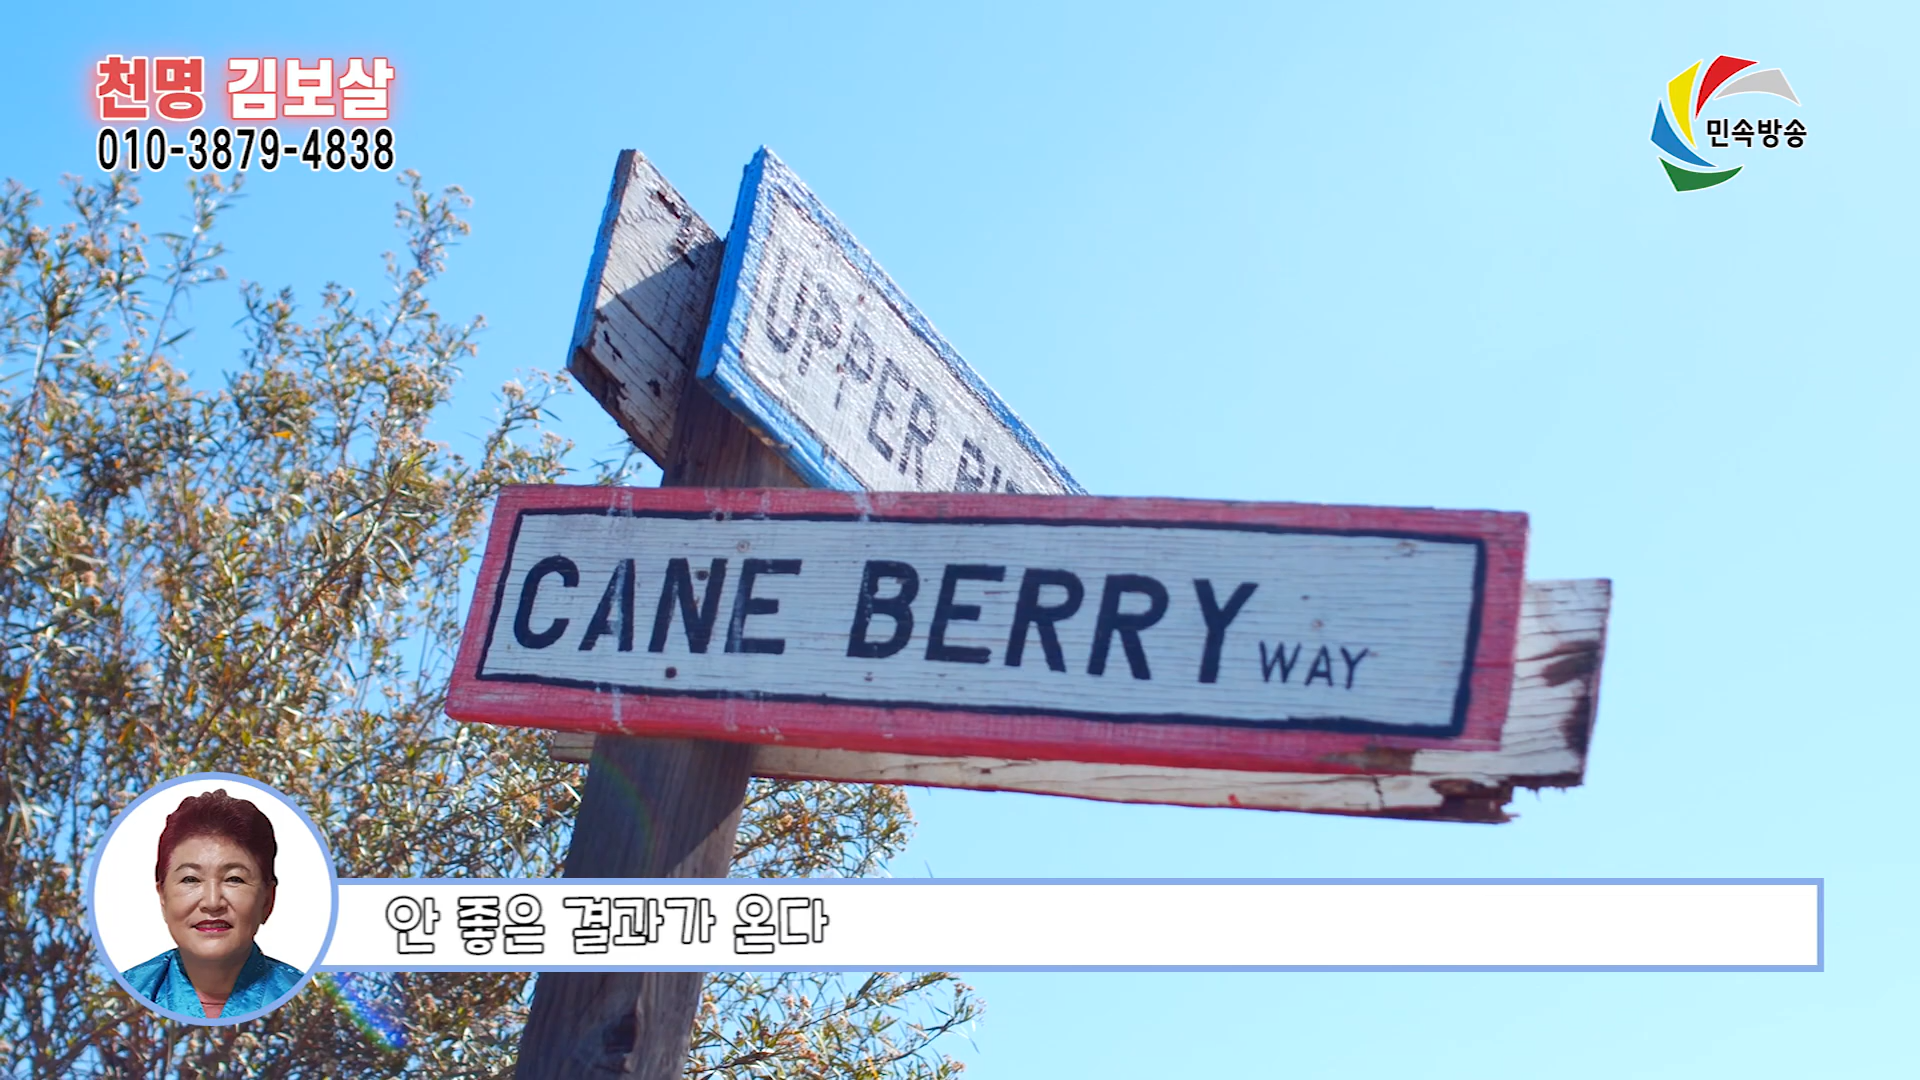 천명 김보살
010-3879-4838
민속방송
UPPER
CANE BERRY WAY
안 좋은 결과가 온다